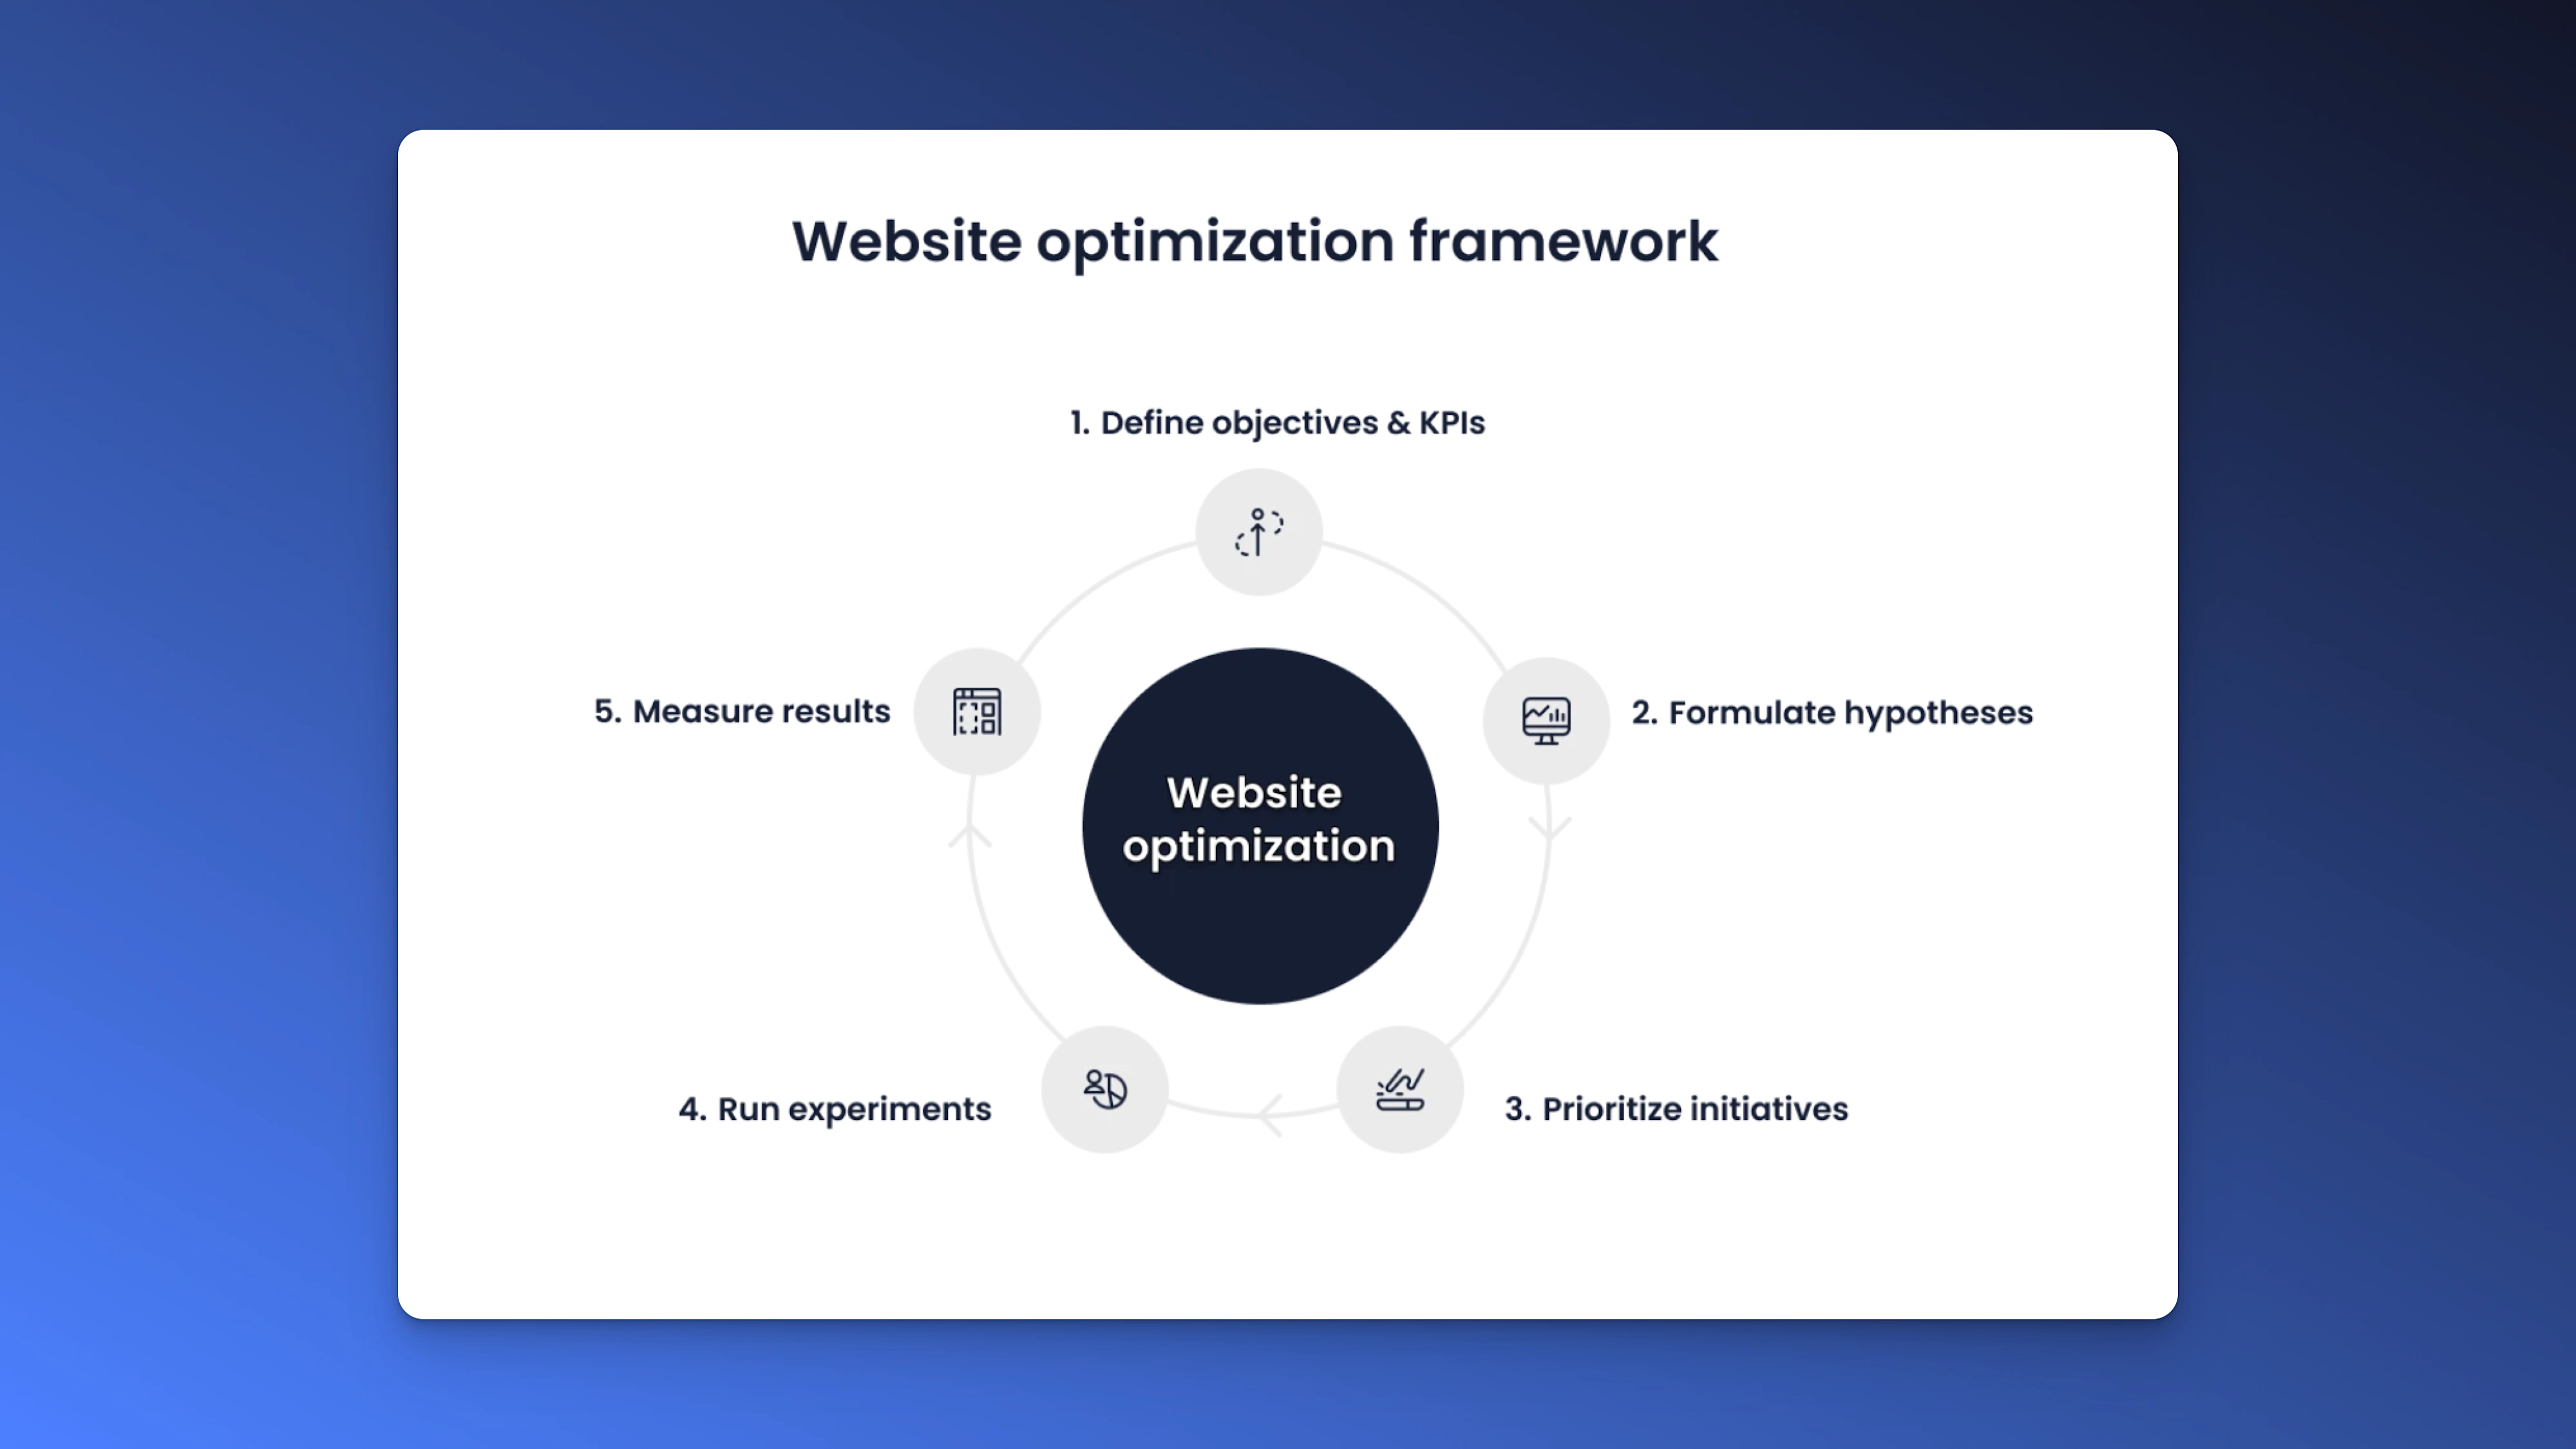 Website optimization framework
1. Define objectives & KPIs
2. Formulate hypotheses
3. Prioritize initiatives
4. Run experiments
5. Measure results
Website
optimization